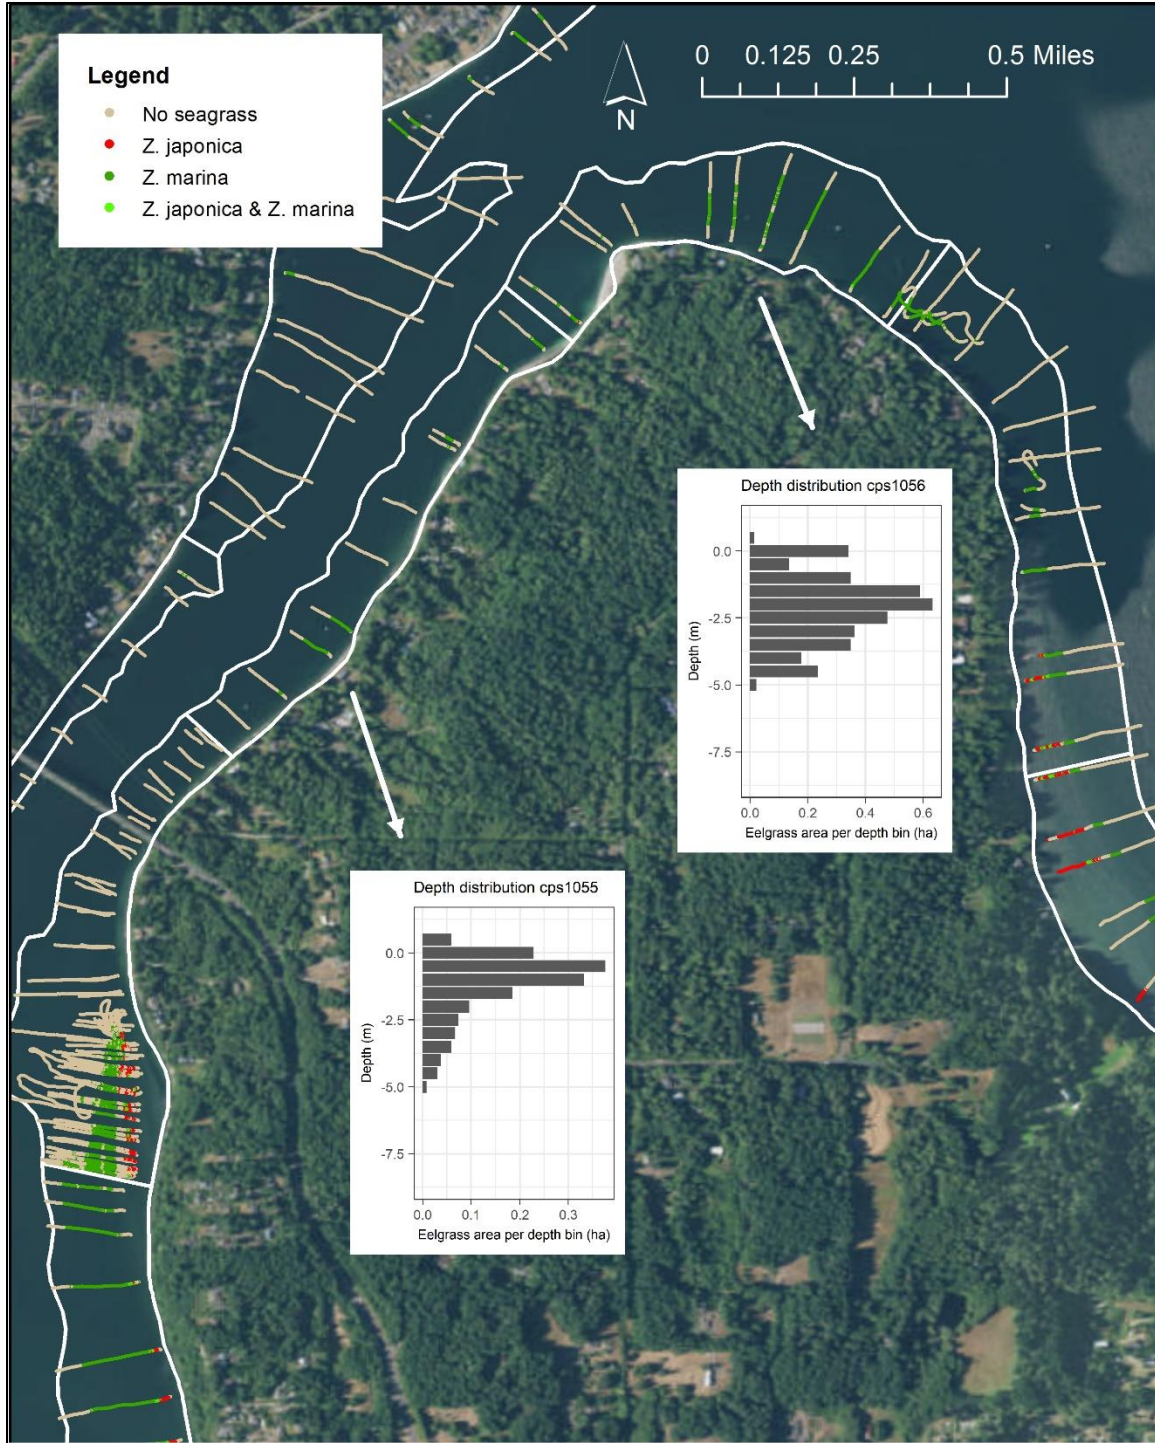 Legend
No seagrass
Z. japonica
Z. marina
Z. japonica & Z. marina
0 0.125 0.25 0.5 Miles
N
Depth distribution cps1056
0.0
-2.5
-5.0
-7.5
Depth (m)
0.0 0.2 0.4 0.6
Eelgrass area per depth bin (ha)
Depth distribution cps1055
0.0
-2.5
-5.0
-7.5
Depth (m)
0.0 0.1 0.2 0.3
Eelgrass area per depth bin (ha)